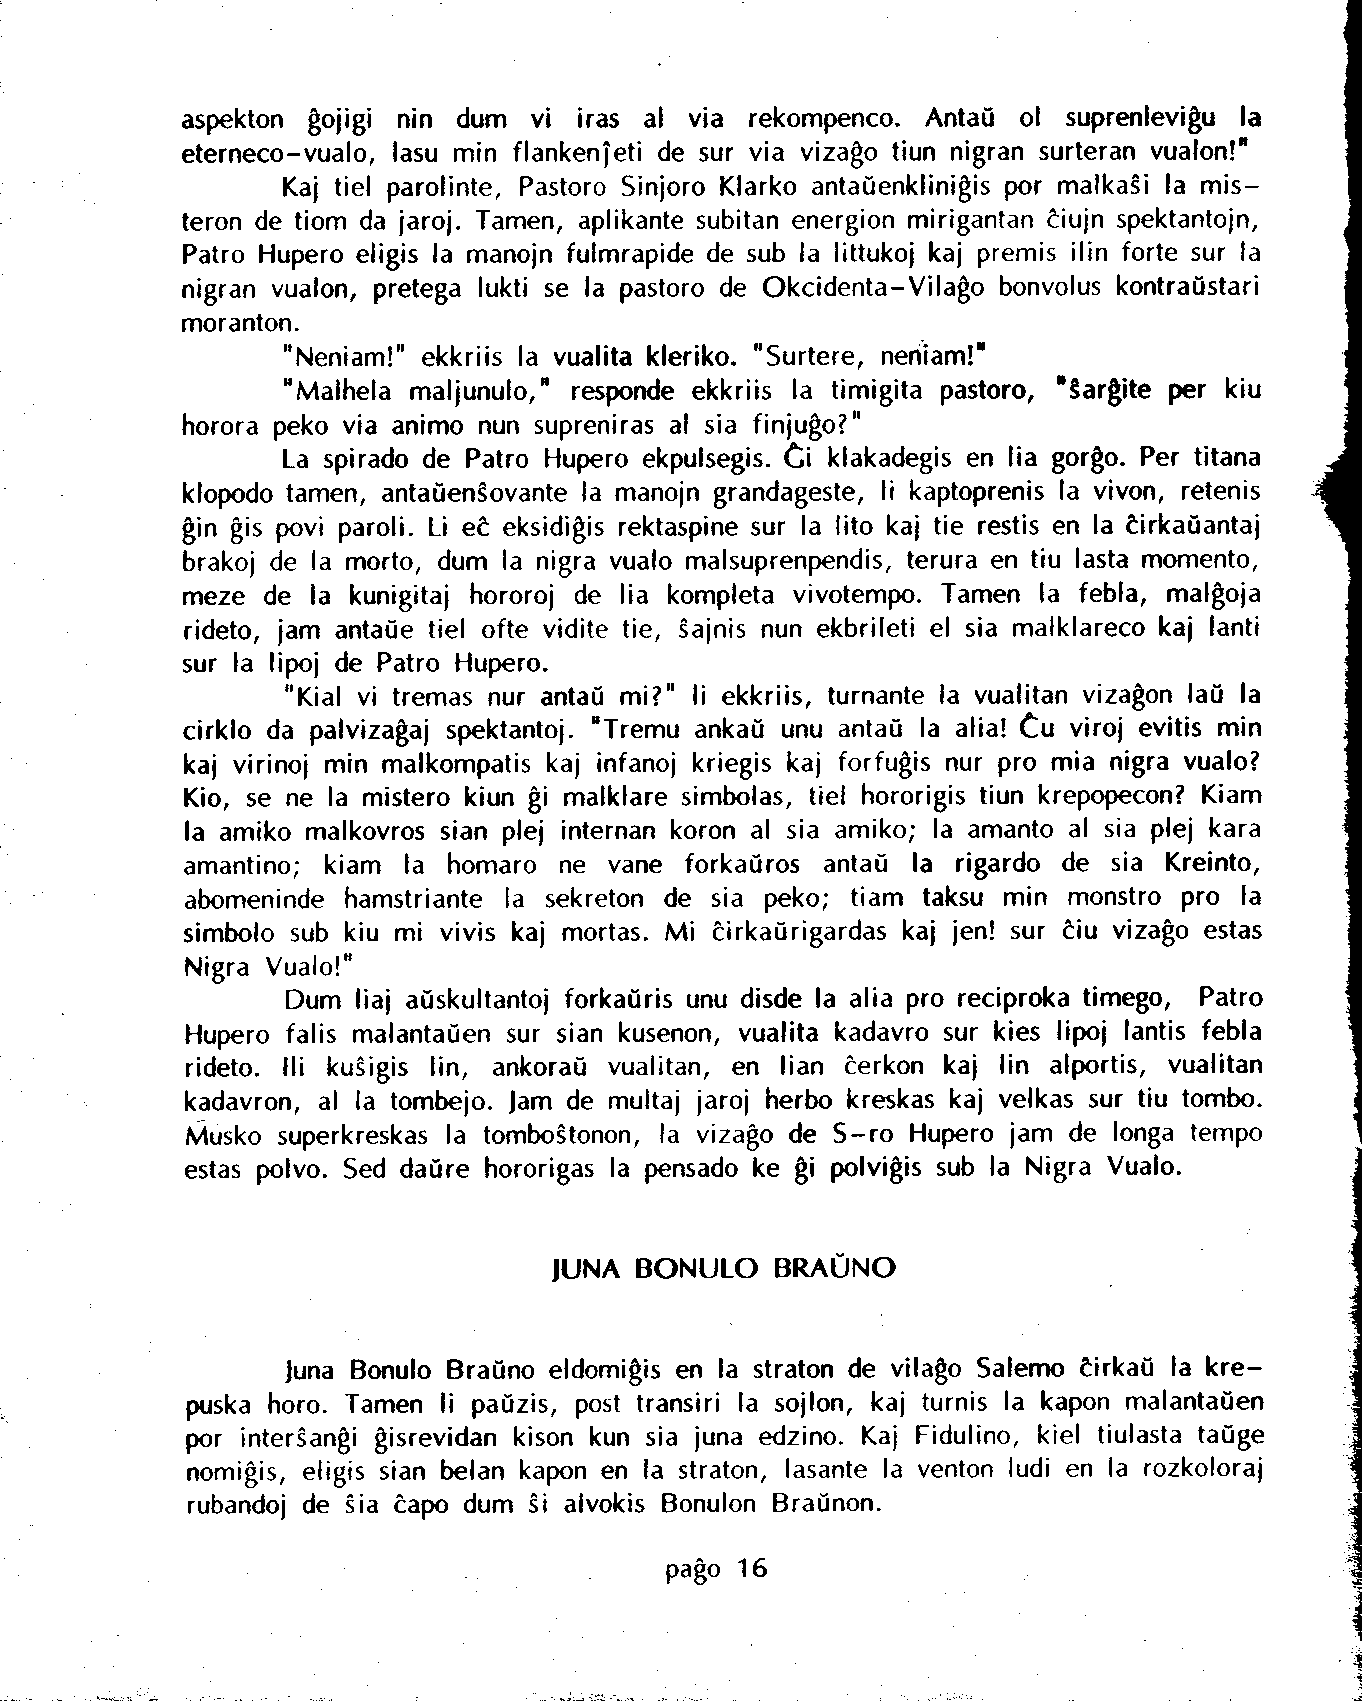 aspekton ĝojigi nin dum vi iras al via rekompenco. Antaŭ ol suprenleviĝu la
eterneco-vualo, lasu min flankenĵeti de sur via vizaĝo tiun nigran surteran vualon!"
Kaj tiel parolinte, Pastoro Sinjoro Klarko antaŭenkliniĝis por malkaŝi la mis-
teron de tiom da jaroj. Tamen, aplikante subitan energion mirigantan ĉiujn spektantojn,
Patro Hupero eligis la manojn fulmrapide de sub la littukoj kaj premis ilin forte sur la
nigran vualon, pretega lukti se la pastoro de Okcidenta-Vilaĝo bonvolus kontraŭstari
moranton.
"Neniam!" ekkriis la vualita kleriko. "Surtere, neniam!"
"Malhela maljunulo," responde ekkriis la timigita pastoro, "ŝarĝite per kiu
horora peko via animo nun supreniras al sia finjuĝo?"
La spirado de Patro Hupero ekpulsegis. Ĝi klakadegis en lia gorĝo. Per titana
klopodo tamen, antaŭenŝovante la manojn grandageste, li kaptoprenis la vivon, retenis
ĝin ĝis povi paroli. Li eĉ eksidiĝis rektaspine sur la lito kaj tie restis en la ĉirkaŭantaj
brakoj de la morto, dum la nigra vualo malsuprenpendis, terura en tiu lasta momento,
meze de la kunigitaj hororoj de lia kompleta vivotempo. Tamen la febla, malĝoja
rideto, jam antaŭe tiel ofte vidite tie, ŝajnis nun ekbrileti el sia malklareco kaj lanti
sur la lipoj de Patro Hupero.
"Kial vi tremas nur antaŭ mi?" li ekkriis, turnante la vualitan vizaĝon laŭ la
cirklo da palvizaĝaj spektantoj. "Tremu ankaŭ unu antaŭ la alia! Ĉu viroj evitis min
kaj virinoj min malkompatis kaj infanoj kriegis kaj forfuĝis nur pro mia nigra vualo?
Kio, se ne la mistero kiun ĝi malklare simbolas, tiel hororigis tiun krepopecon? Kiam
la amiko malkovros sian plej internan koron al sia amiko; la amanto al sia plej kara
amantino; kiam la homaro ne vane forkaŭros antaŭ la rigardo de sia Kreinto,
abomeninde hamstriante la sekreton de sia peko; tiam taksu min monstro pro la
simbolo sub kiu mi vivis kaj mortas. Mi ĉirkaŭrigardas kaj jen! sur ĉiu vizaĝo estas
Nigra Vualo!"
Dum liaj aŭskultantoj forkaŭris unu disde la alia pro reciproka timego, Patro
Hupero falis malantaŭen sur sian kusenon, vualita kadavro sur kies lipoj lantis febla
rideto. Ili kuŝigis lin, ankoraŭ vualitan, en lian ĉerkon kaj lin alportis, vualitan
kadavron, al la tombejo. Jam de multaj jaroj herbo kreskas kaj velkas sur tiu tombo.
Musko superkreskas la tomboŝtonon, la vizaĝo de S-ro Hupero jam de longa tempo
estas polvo. Sed daŭre hororigas la pensado ke ĝi polviĝis sub la Nigra Vualo.
JUNA BONULO BRAŬNO
Juna Bonulo Braŭno eldomiĝis en la straton de vilaĝo Salemo ĉirkaŭ la kre-
puska horo. Tamen li paŭzis, post transiri la sojlon, kaj turnis la kapon malantaŭen
por interŝanĝi ĝisrevidan kison kun sia juna edzino. Kaj Fidulino, kiel tiulasta taŭge
nomiĝis, eligis sian belan kapon en la straton, lasante la venton ludi en la rozkoloraj
rubandoj de ŝia ĉapo dum ŝi alvokis Bonulon Braŭnon.
paĝo 16